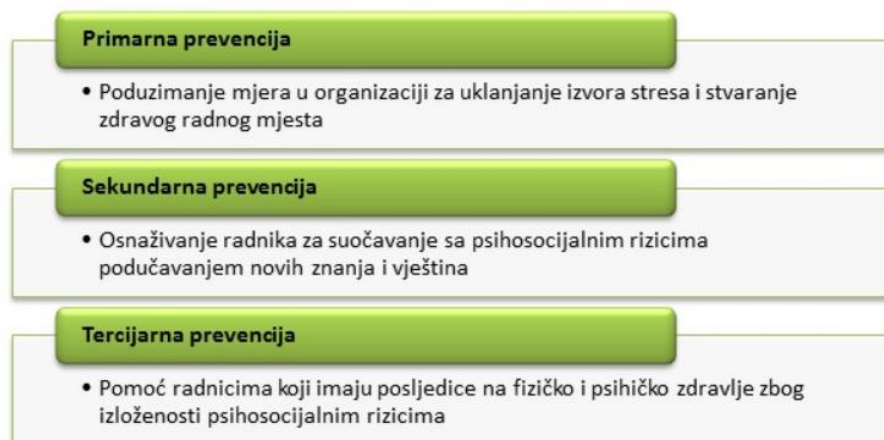 Primarna prevencija
• Poduzimanje mjera u organizaciji za uklanjanje izvora stresa i stvaranje
zdravog radnog mjesta
Sekundarna prevencija
• Osnaživanje radnika za suočavanje sa psihosocijalnim rizicima
podučavanjem novih znanja i vještina
Tercijarna prevencija
• Pomoć radnicima koji imaju posljedice na fizičko i psihičko zdravlje zbog
izloženosti psihosocijalnim rizicima